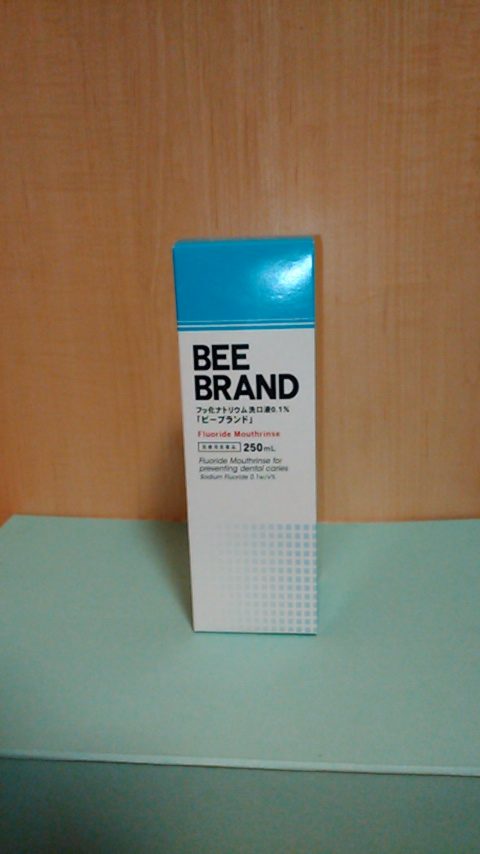 BEE
BRAND
フッ化ナトリウム洗口液0.1%
「ビーブランド」
Fluoride Mouthrinse
250mL
Fluoride Mouthrinse for
preventing dental caries
Sodium Fluoride 0.1w/v%